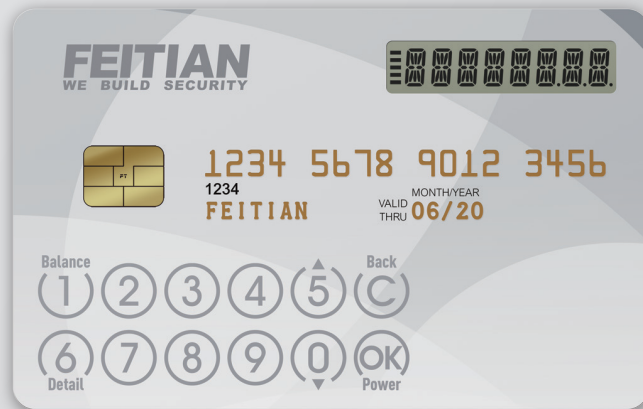 FEITIAN
WE BUILD SECURITY
1234 5678 9012 3456
1234
MONTH/YEAR
VALID THRU 06/20
FEITIAN
PT
Balance
Back
1 2 3 4 5 C
6 7 8 9 0 OK
Detail
Power